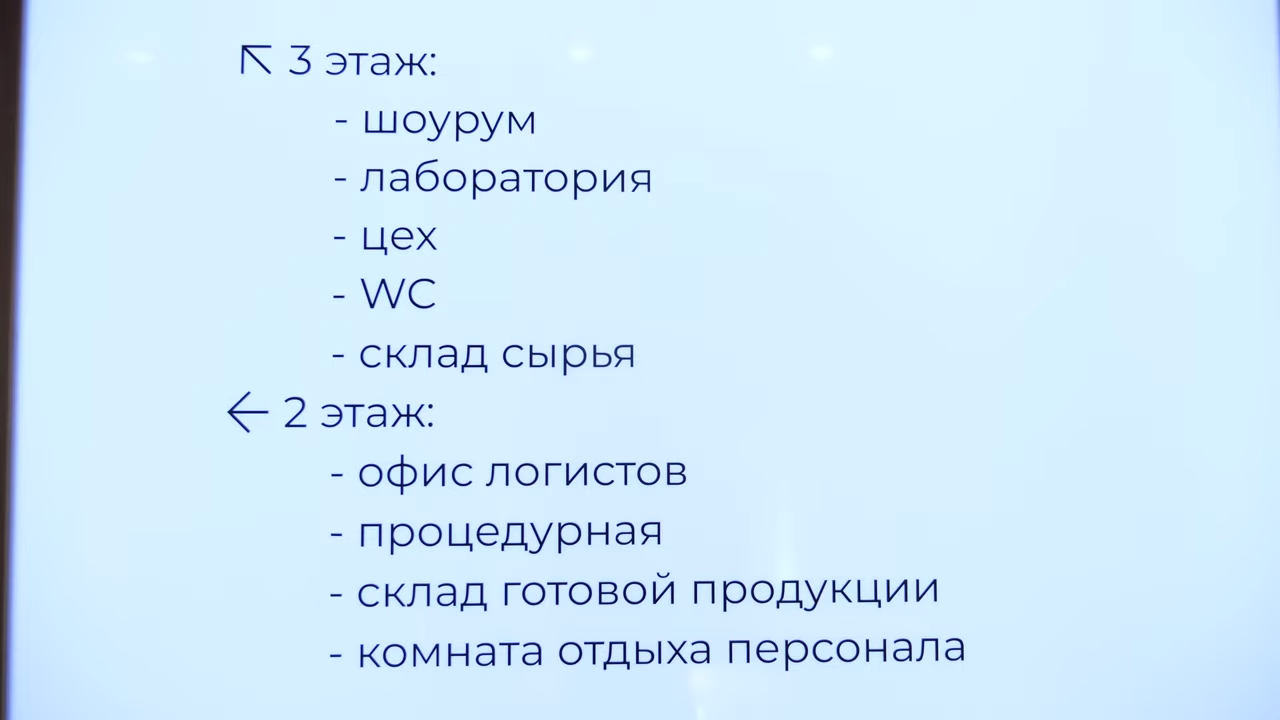 ↖ 3 этаж:
- шоурум
- лаборатория
- цех
- WC
- склад сырья
← 2 этаж:
- офис логистов
- процедурная
- склад готовой продукции
- комната отдыха персонала